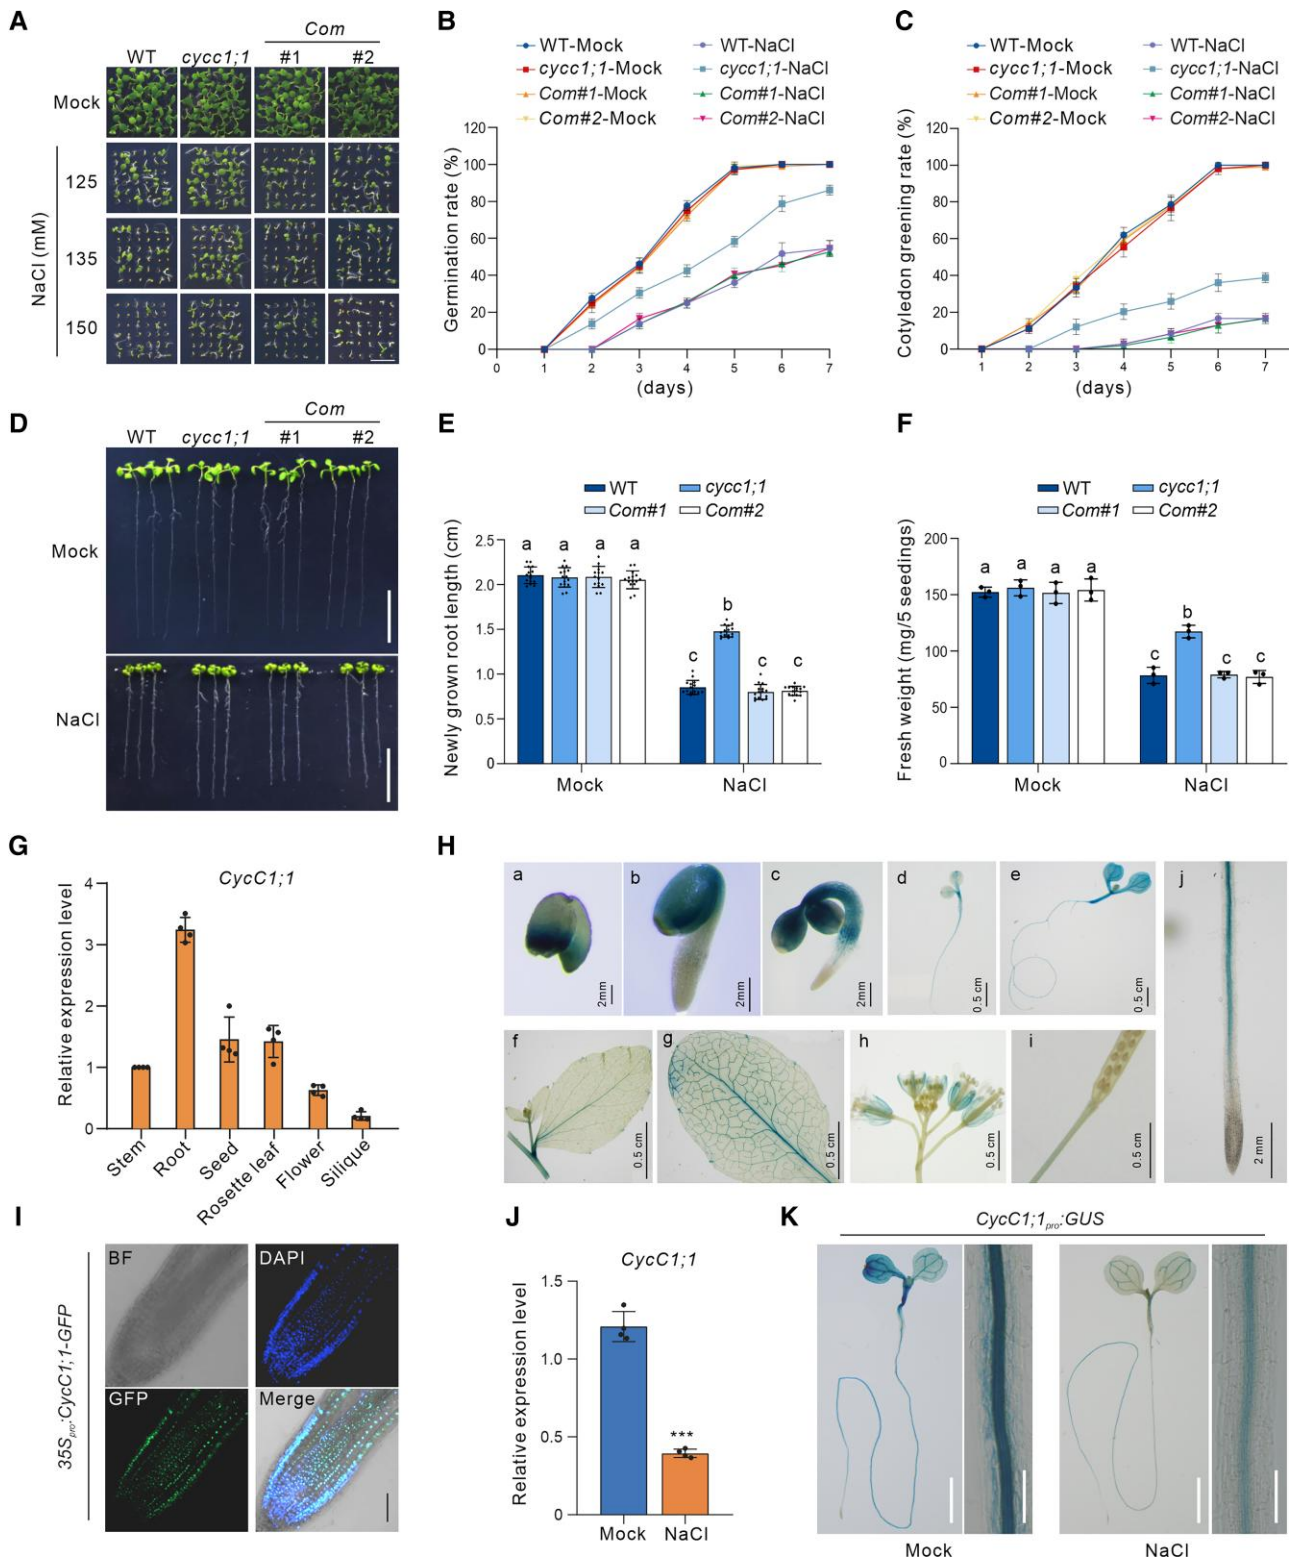 A
Com
WT cycc1;1 #1 #2
Mock
NaCl (mM)
125
135
150
B
WT-Mock WT-NaCl
cycc1;1-Mock cycc1;1-NaCl
Com#1-Mock Com#1-NaCl
Com#2-Mock Com#2-NaCl
Germination rate (%)
120
100
80
60
40
20
0
0 1 2 3 4 5 6 7
(days)
C
WT-Mock WT-NaCl
cycc1;1-Mock cycc1;1-NaCl
Com#1-Mock Com#1-NaCl
Com#2-Mock Com#2-NaCl
Cotyledon greening rate (%)
120
100
80
60
40
20
0
1 2 3 4 5 6 7
(days)
D
Com
WT cycc1;1 #1 #2
Mock
NaCl
E
WT cycc1;1
Com#1 Com#2
Newly grown root length (cm)
2.5
2.0
1.5
1.0
0.5
0
a a a a
c b c c
Mock NaCl
F
WT cycc1;1
Com#1 Com#2
Fresh weight (mg/5 seedings)
200
150
100
50
0
a a a a
c b c c
Mock NaCl
G
CycC1;1
Relative expression level
4
3
2
1
0
Stem Root Seed Rosette leaf Flower Silique
H
a
2mm
b
2mm
c
2mm
d
0.5 cm
e
0.5 cm
j
2 mm
f
0.5 cm
g
0.5 cm
h
0.5 cm
i
0.5 cm
I
35Spro:CycC1;1-GFP
BF DAPI
GFP Merge
J
CycC1;1
Relative expression level
1.5
1.0
0.5
0
***
Mock NaCl
K
CycC1;1pro:GUS
Mock NaCl